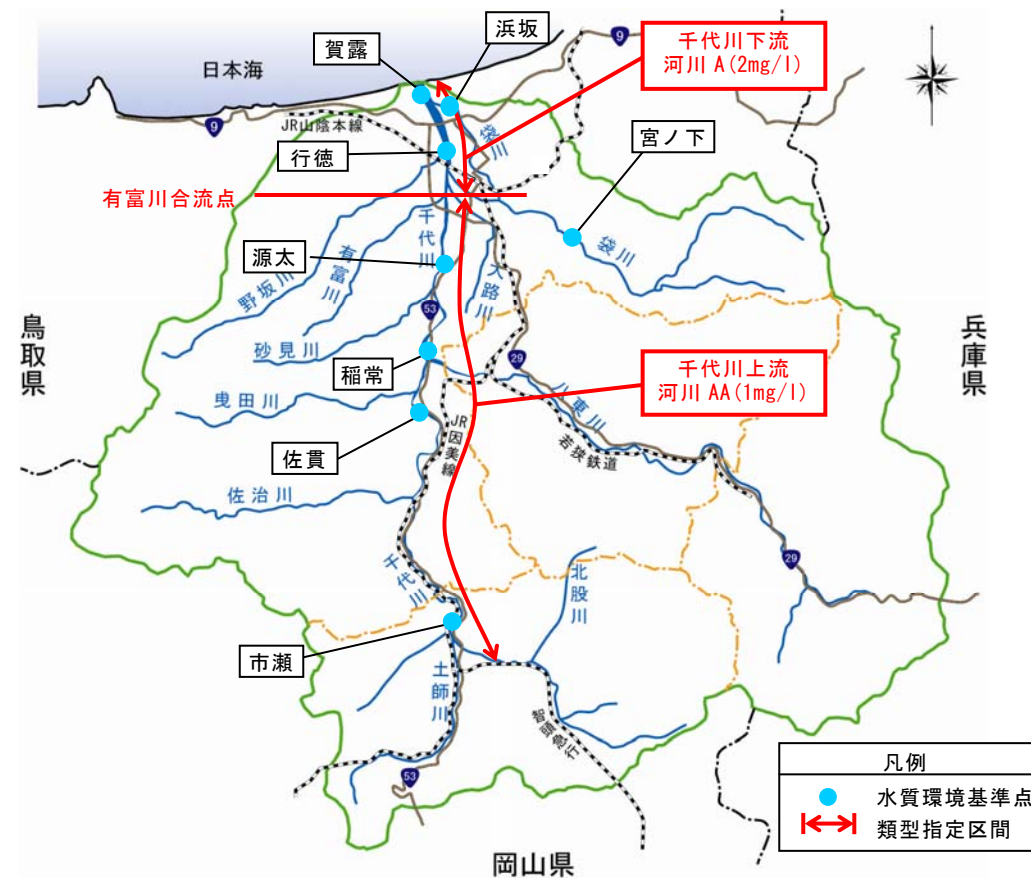 浜坂
賀露
千代川下流
河川 A(2mg/l)
9
日本海
9
JR山陰本線
袋川
行徳
宮ノ下
有富川合流点
千代川
袋川
源太
有富川
野坂川
大路川
53
鳥取県
兵庫県
砂見川
29
稲常
千代川上流
河川 AA(1mg/l)
曳田川
八東川
JR因美線
若狭鉄道
佐貫
佐治川
29
千代川
北股川
市瀬
土師川
智頭急行
53
凡例
水質環境基準点
類型指定区間
岡山県